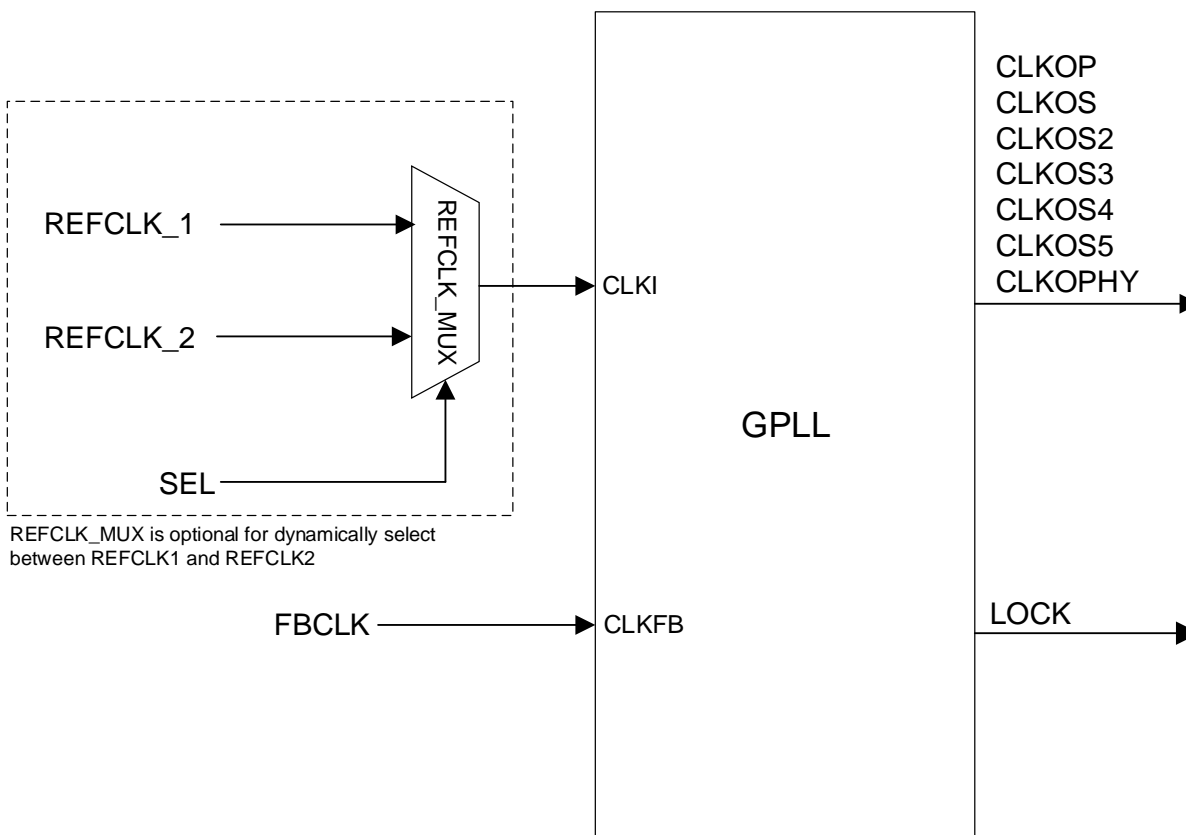 CLKOP
CLKOS
CLKOS2
CLKOS3
CLKOS4
CLKOS5
CLKOPHY
REFCLK_1
REFCLK_MUX
CLKI
REFCLK_2
GPLL
SEL
REFCLK_MUX is optional for dynamically select
between REFCLK1 and REFCLK2
FBCLK
CLKFB
LOCK